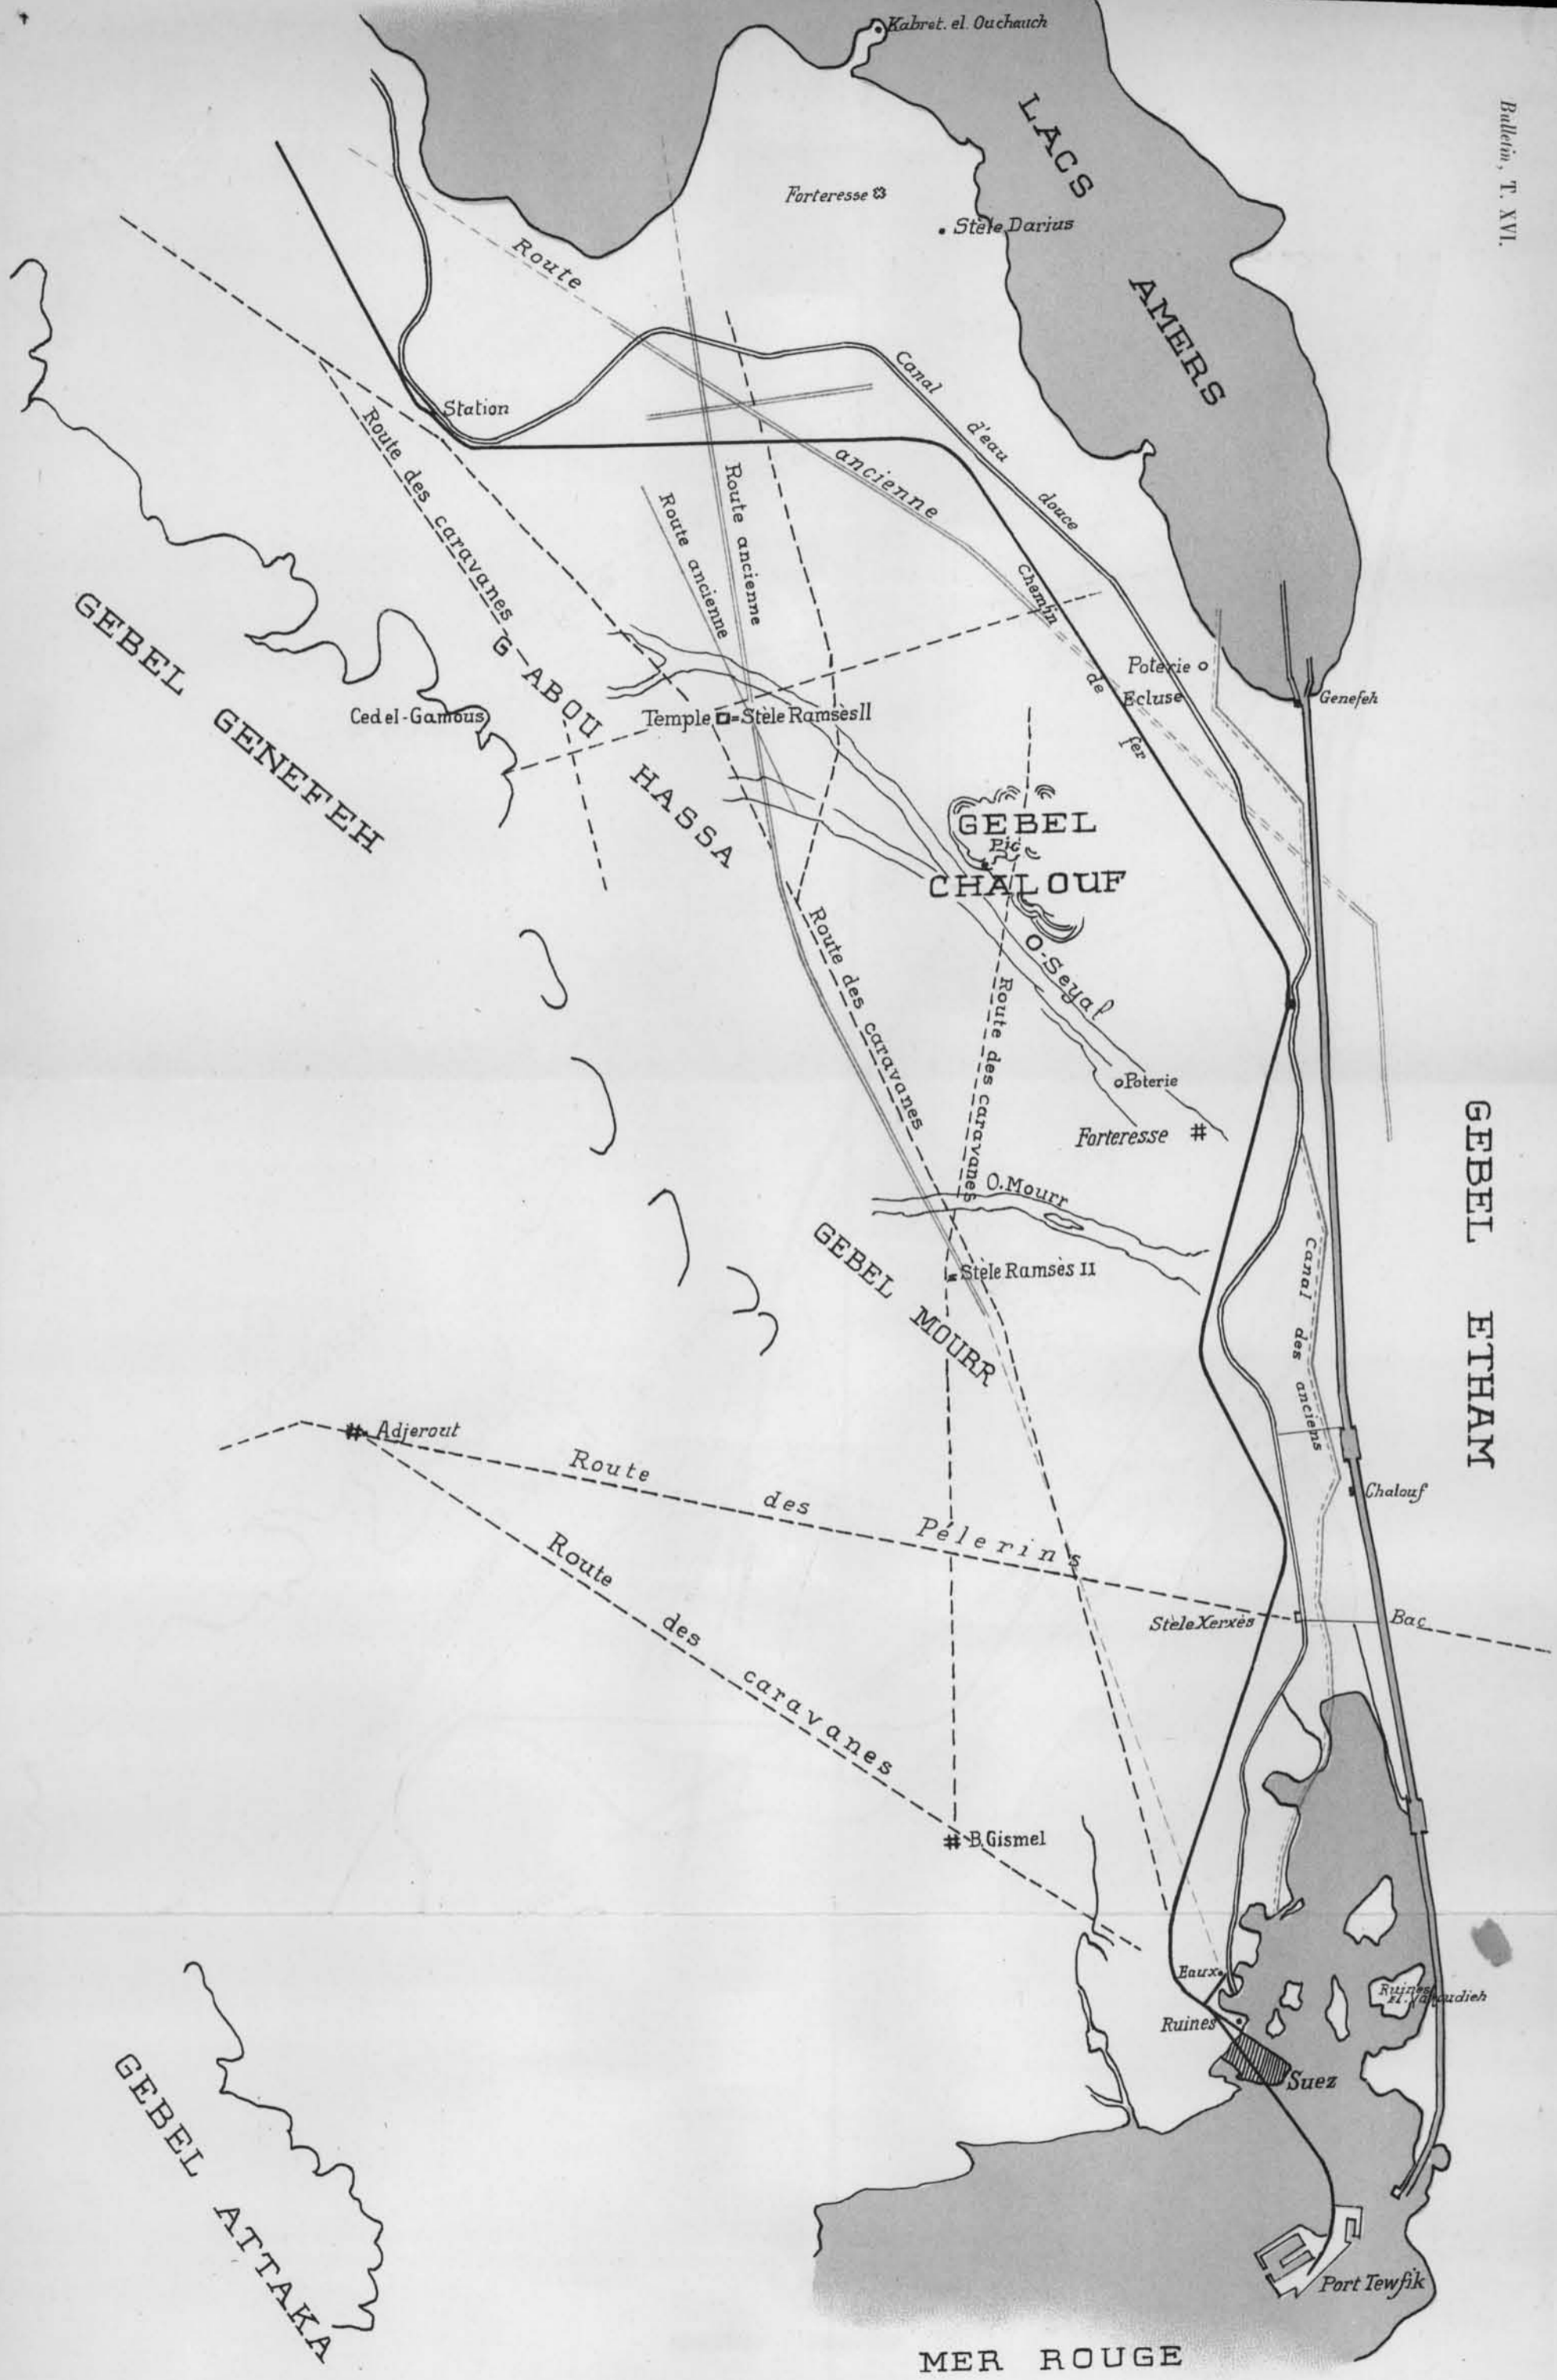 Kabret. el. Ouchauch
Bulletin, T. XVI.
LACS
AMERS
Forteresse
Stèle Darius
Route
ancienne
Canal
d'eau
douce
Station
Route des caravanes
Route ancienne
Route ancienne
Chemin
de
fer
Poterie
Ecluse
Genefeh
GEBEL
GENEFEH
G-ABOU
HASSA
Ced el-Gamous
Temple
Stèle Ramsès II
GEBEL
Pic
CHALOUF
O-Seyal
Route des caravanes
Route des caravanes
Poterie
Forteresse
GEBEL
ETHAM
O.Mourr
GEBEL
MOURR
Stèle Ramsès II
Canal
des
anciens
Adjerout
Route
des
Pélerins
Chalouf
Route
des
caravanes
Stèle Xerxès
Bac
B. Gismel
Eaux
Ruines
Ruines
Suez
GEBEL
ATTAKA
Port Tewfik
MER ROUGE